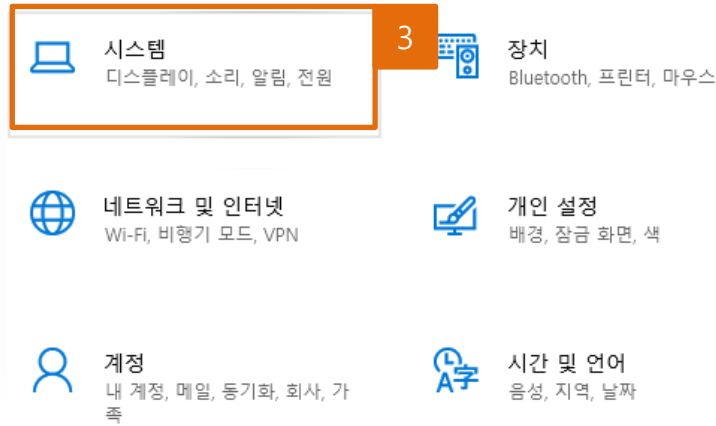 시스템
디스플레이, 소리, 알림, 전원
3
장치
Bluetooth, 프린터, 마우스
네트워크 및 인터넷
Wi-Fi, 비행기 모드, VPN
개인 설정
배경, 잠금 화면, 색
계정
내 계정, 메일, 동기화, 회사, 가
족
시간 및 언어
음성, 지역, 날짜
A字